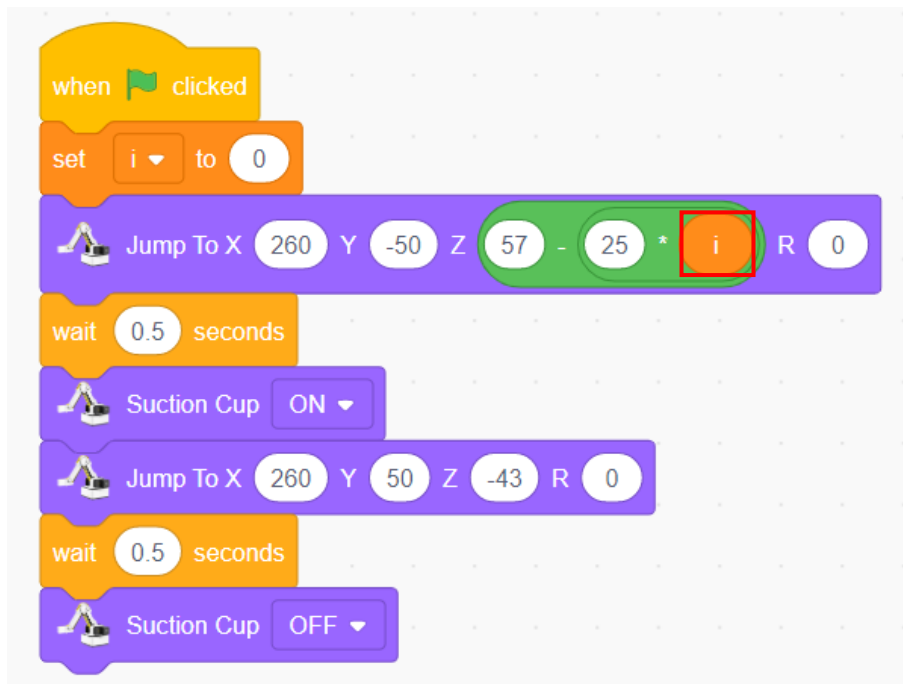 when clicked
set i to 0
Jump To X 260 Y -50 Z 57 - 25 * i R 0
wait 0.5 seconds
Suction Cup ON
Jump To X 260 Y 50 Z -43 R 0
wait 0.5 seconds
Suction Cup OFF